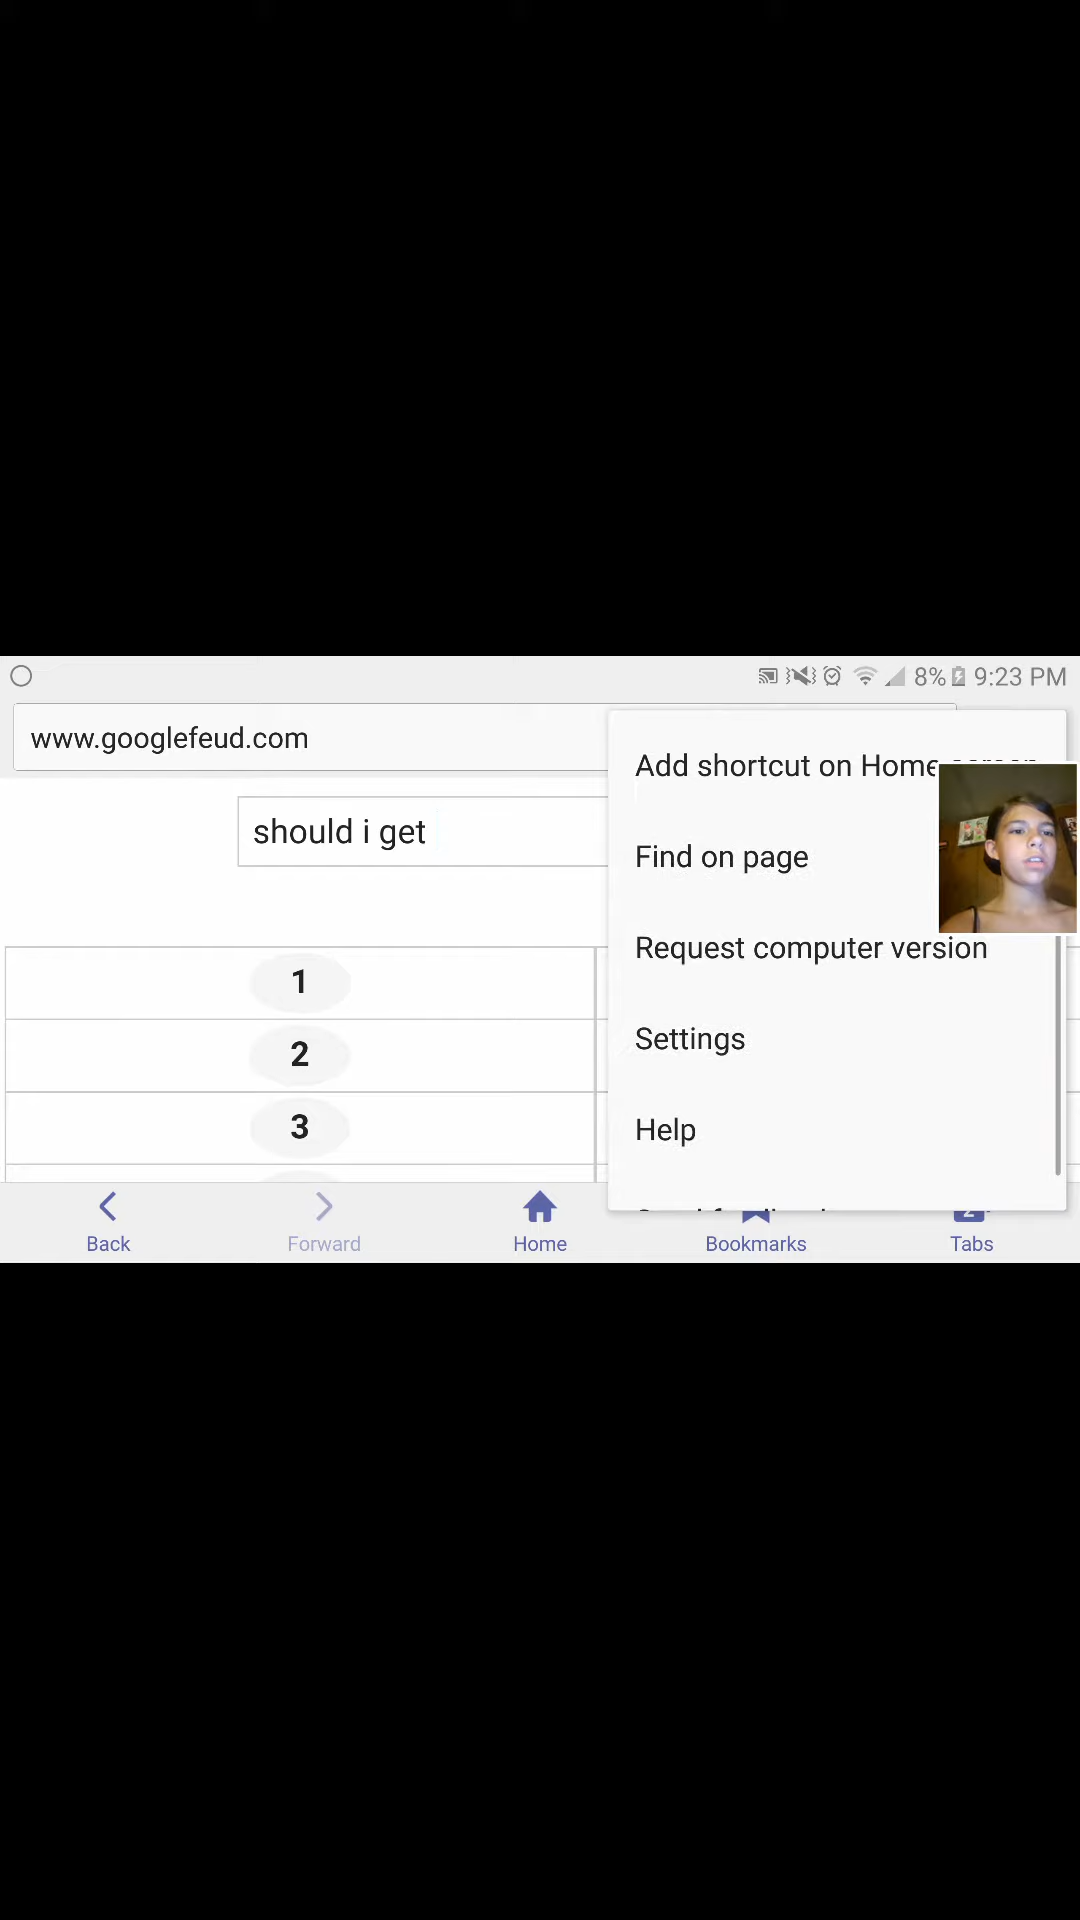 8% 9:23 PM
www.googlefeud.com
Add shortcut on Home
should i get
Find on page
Request computer version
1
2
Settings
3
Help
Back
Forward
Home
Bookmarks
Tabs